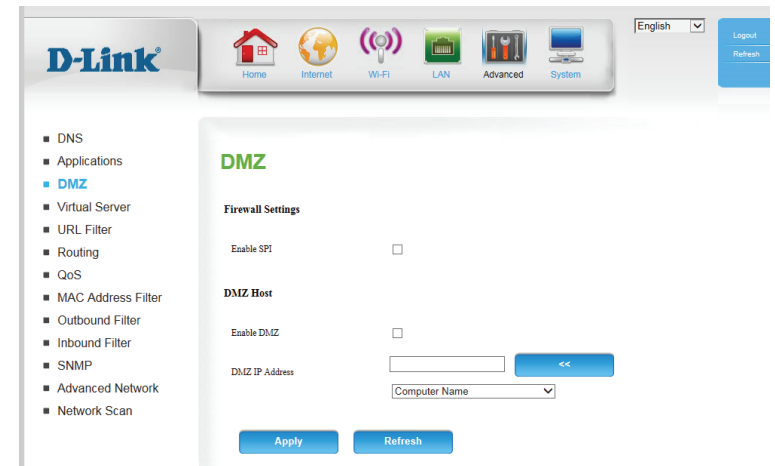 English
Logout
Refresh
D-Link
Home Internet Wi-Fi LAN Advanced System
DNS
Applications
DMZ
Virtual Server
URL Filter
Routing
QoS
MAC Address Filter
Outbound Filter
Inbound Filter
SNMP
Advanced Network
Network Scan
DMZ
Firewall Settings
Enable SPI
DMZ Host
Enable DMZ
DMZ IP Address
<<
Computer Name
Apply Refresh